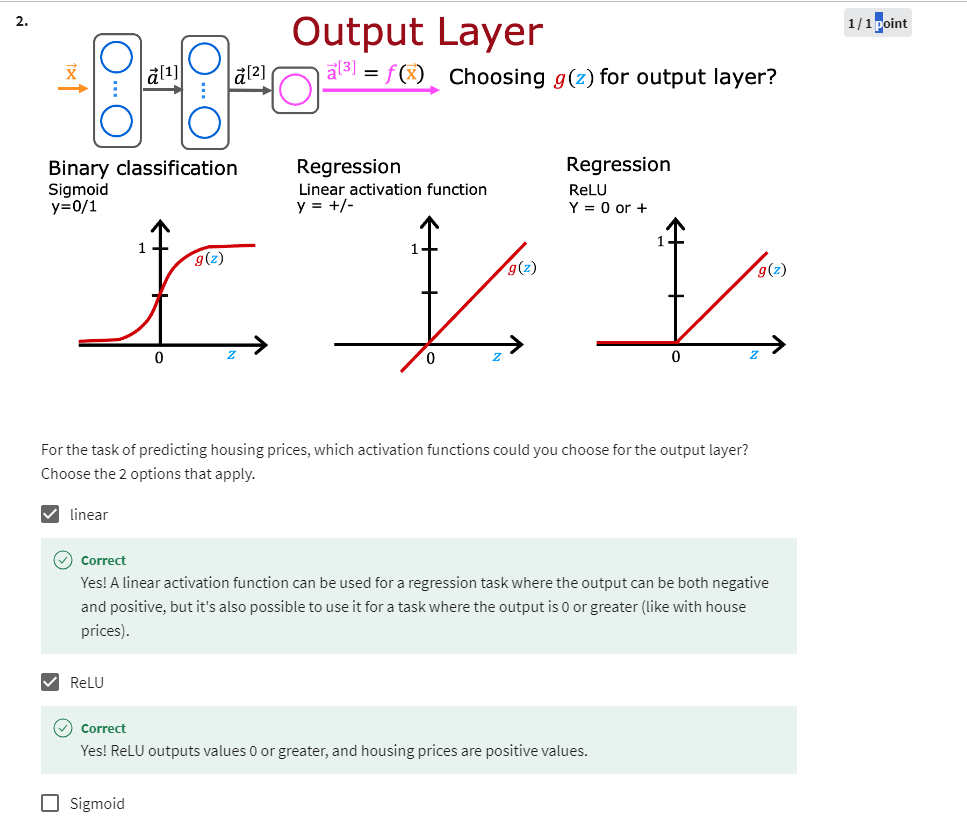 2.
Output Layer
1 / 1 point
x⃗
a⃗[1]
a⃗[2]
a⃗[3] = f(x⃗)
Choosing g(z) for output layer?
Binary classification
Sigmoid
y=0/1
Regression
Linear activation function
y = +/-
Regression
ReLU
Y = 0 or +
1
g(z)
0
z
1
g(z)
0
z
1
g(z)
0
z
For the task of predicting housing prices, which activation functions could you choose for the output layer?
Choose the 2 options that apply.
linear
Correct
Yes! A linear activation function can be used for a regression task where the output can be both negative
and positive, but it's also possible to use it for a task where the output is 0 or greater (like with house
prices).
ReLU
Correct
Yes! ReLU outputs values 0 or greater, and housing prices are positive values.
Sigmoid